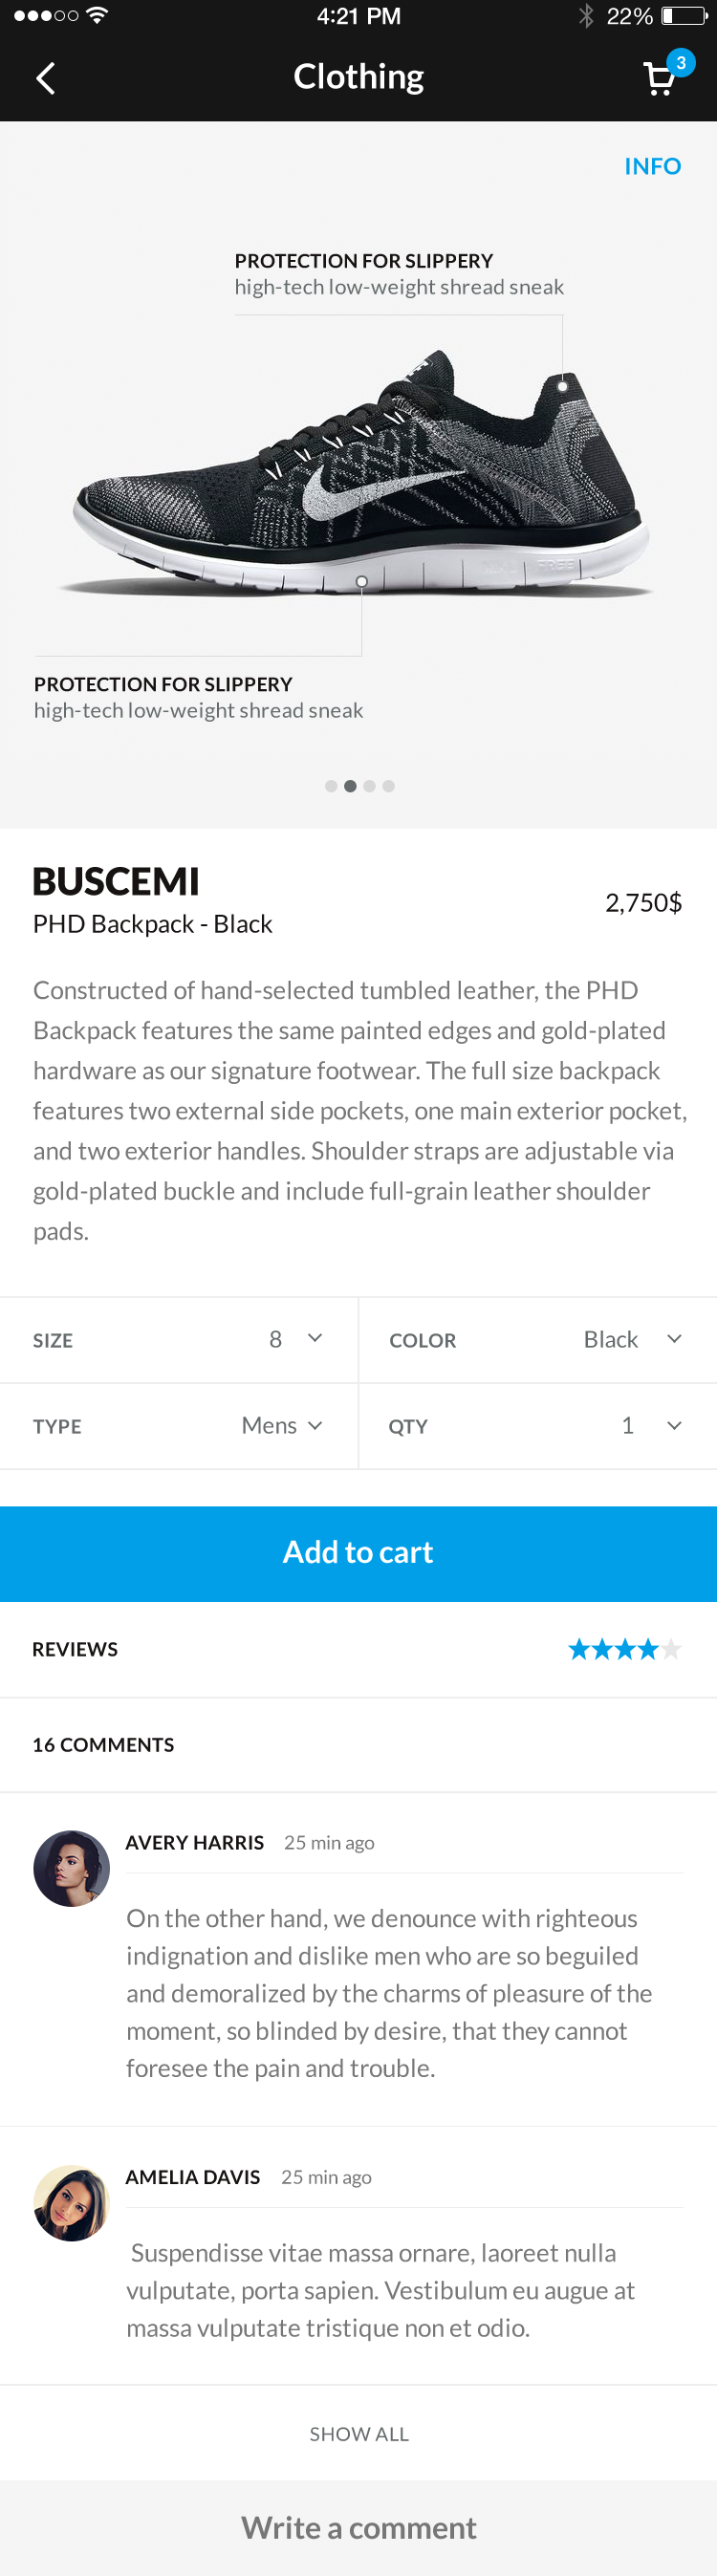 4:21 PM
22%
Clothing
3
INFO
PROTECTION FOR SLIPPERY
high-tech low-weight shread sneak
PROTECTION FOR SLIPPERY
high-tech low-weight shread sneak
BUSCEMI
PHD Backpack - Black
2,750$
Constructed of hand-selected tumbled leather, the PHD
Backpack features the same painted edges and gold-plated
hardware as our signature footwear. The full size backpack
features two external side pockets, one main exterior pocket,
and two exterior handles. Shoulder straps are adjustable via
gold-plated buckle and include full-grain leather shoulder
pads.
SIZE 8
COLOR Black
TYPE Mens
QTY 1
Add to cart
REVIEWS
16 COMMENTS
AVERY HARRIS 25 min ago
On the other hand, we denounce with righteous
indignation and dislike men who are so beguiled
and demoralized by the charms of pleasure of the
moment, so blinded by desire, that they cannot
foresee the pain and trouble.
AMELIA DAVIS 25 min ago
Suspendisse vitae massa ornare, laoreet nulla
vulputate, porta sapien. Vestibulum eu augue at
massa vulputate tristique non et odio.
SHOW ALL
Write a comment